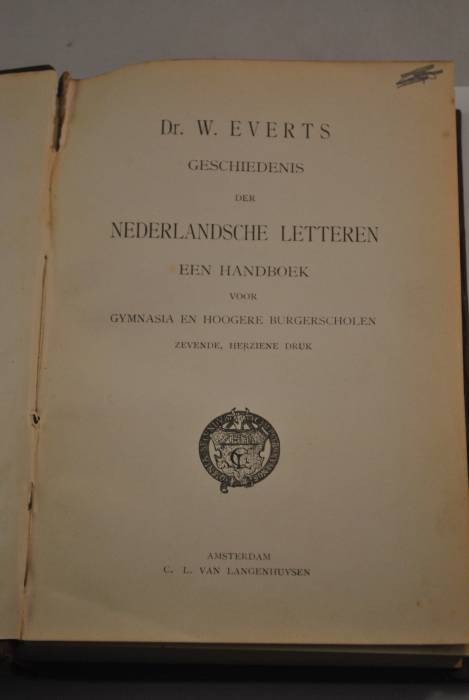 Dr. W. EVERTS
GESCHIEDENIS
DER
NEDERLANDSCHE LETTEREN
EEN HANDBOEK
VOOR
GYMNASIA EN HOOGERE BURGERSCHOLEN
ZEVENDE, HERZIENE DRUK
AMSTERDAM
C. L. VAN LANGENHUYSEN